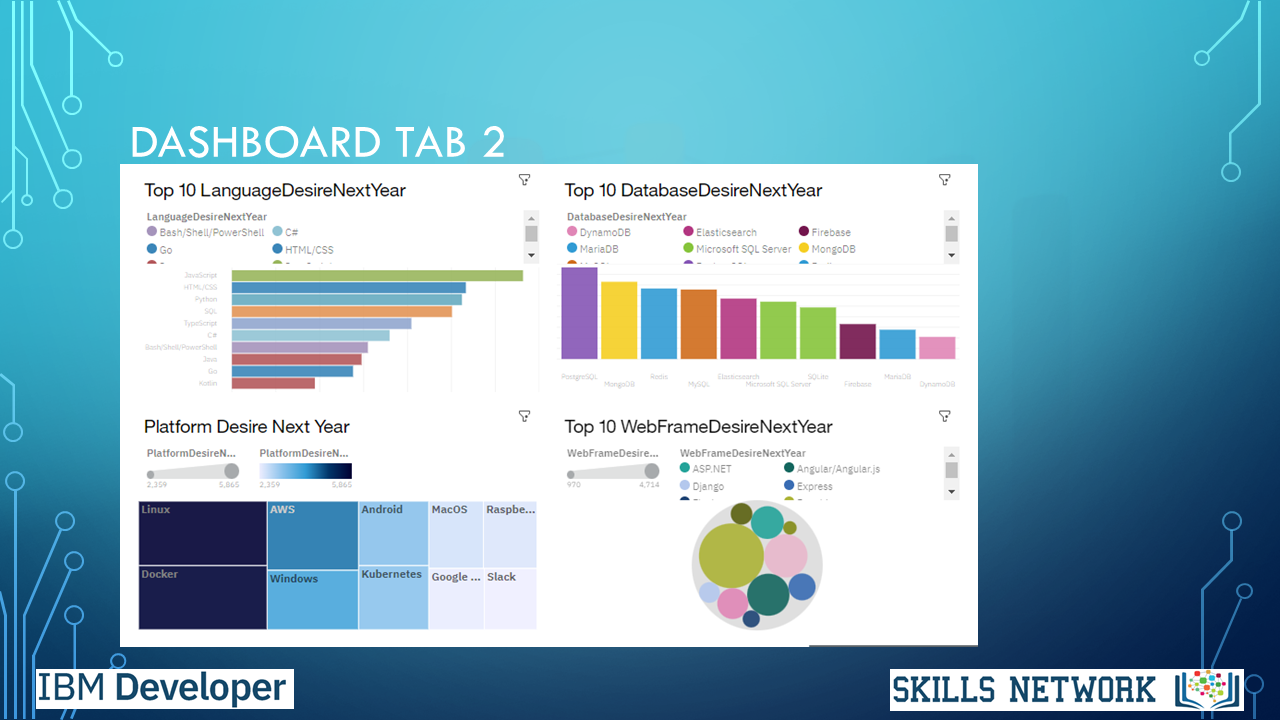 DASHBOARD TAB 2
Top 10 LanguageDesireNextYear
LanguageDesireNextYear
Bash/Shell/PowerShell
C#
Go
HTML/CSS
JavaScript
HTML/CSS
Python
SQL
TypeScript
C#
Bash/Shell/PowerShell
Java
Go
Kotlin
Top 10 DatabaseDesireNextYear
DatabaseDesireNextYear
DynamoDB
Elasticsearch
Firebase
MariaDB
Microsoft SQL Server
MongoDB
PostgreSQL
MongoDB
Redis
MySQL
Elasticsearch
Microsoft SQL Server
SQLite
Firebase
MariaDB
DynamoDB
Platform Desire Next Year
PlatformDesireN...
PlatformDesireN...
2,359 5,865
2,359 5,865
Linux
AWS
Android
MacOS
Raspbe...
Docker
Windows
Kubernetes
Google ...
Slack
Top 10 WebFrameDesireNextYear
WebFrameDesire...
WebFrameDesireNextYear
970 4,714
ASP.NET
Angular/Angular.js
Django
Express
IBM Developer
SKILLS NETWORK